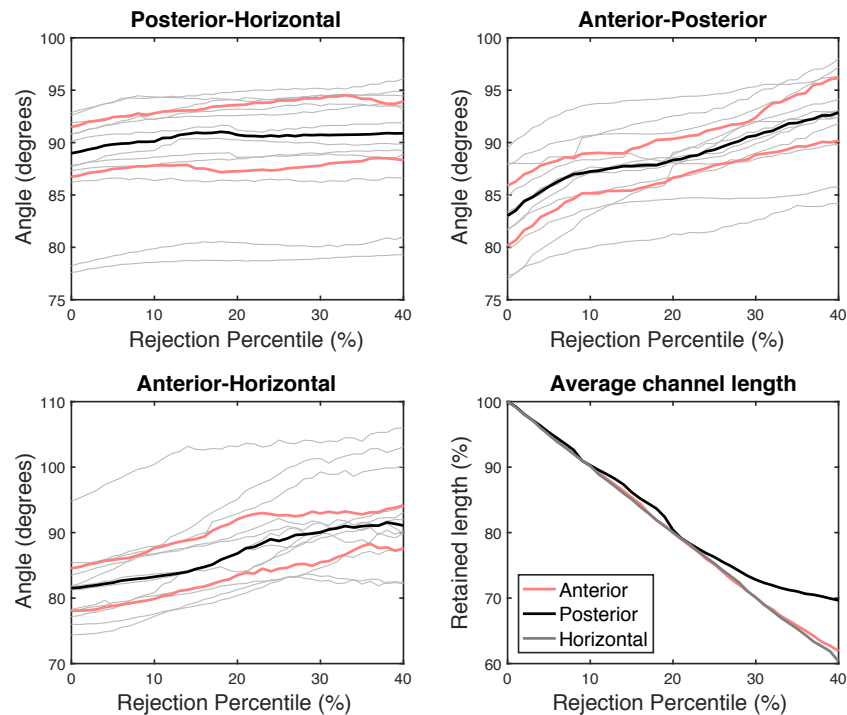 Posterior-Horizontal
100
95
90
85
80
75
Angle (degrees)
0 10 20 30 40
Rejection Percentile (%)
Anterior-Posterior
100
95
90
85
80
75
Angle (degrees)
0 10 20 30 40
Rejection Percentile (%)
Anterior-Horizontal
110
100
90
80
70
Angle (degrees)
0 10 20 30 40
Rejection Percentile (%)
Average channel length
100
90
80
70
60
Retained length (%)
Anterior
Posterior
Horizontal
0 10 20 30 40
Rejection Percentile (%)